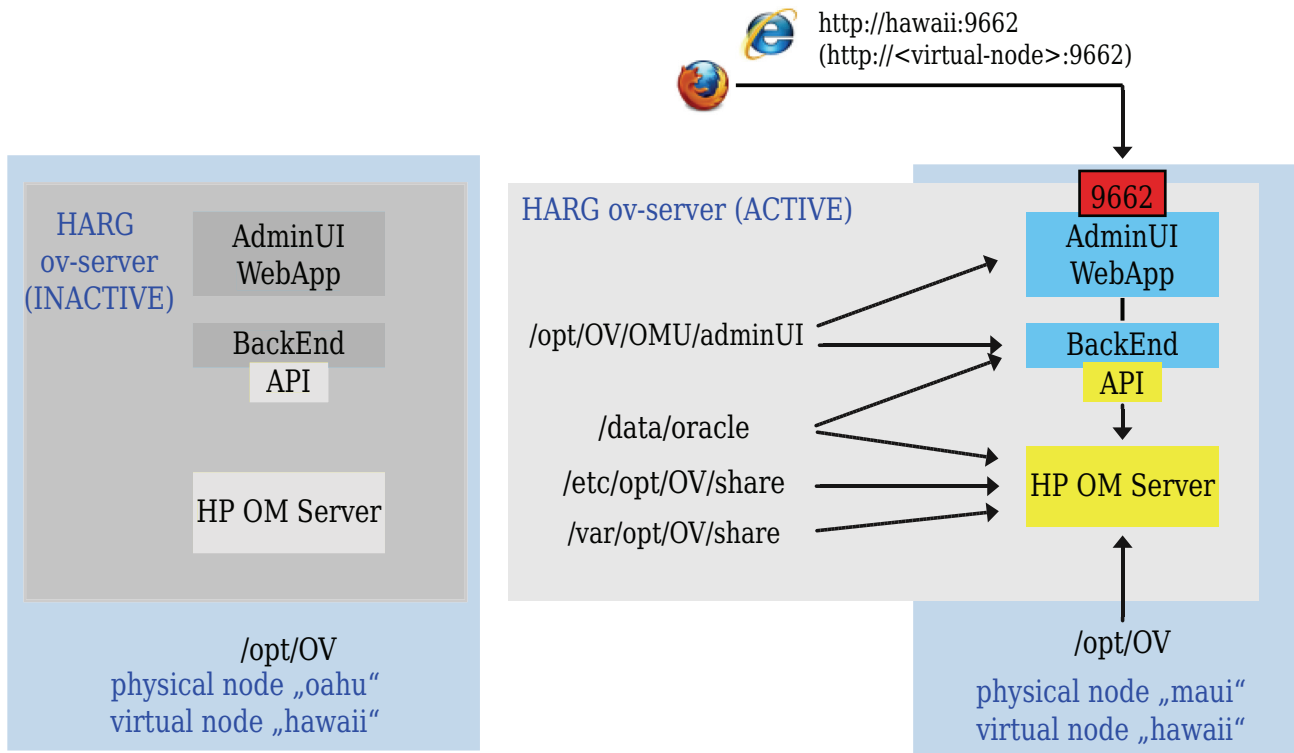 http://hawaii:9662
(http://<virtual-node>:9662)
HARG
ov-server
(INACTIVE)
AdminUI
WebApp
BackEnd
API
HP OM Server
/opt/OV
physical node „oahu“
virtual node „hawaii“
HARG ov-server (ACTIVE)
9662
AdminUI
WebApp
/opt/OV/OMU/adminUI
BackEnd
API
/data/oracle
/etc/opt/OV/share
HP OM Server
/var/opt/OV/share
/opt/OV
physical node „maui“
virtual node „hawaii“